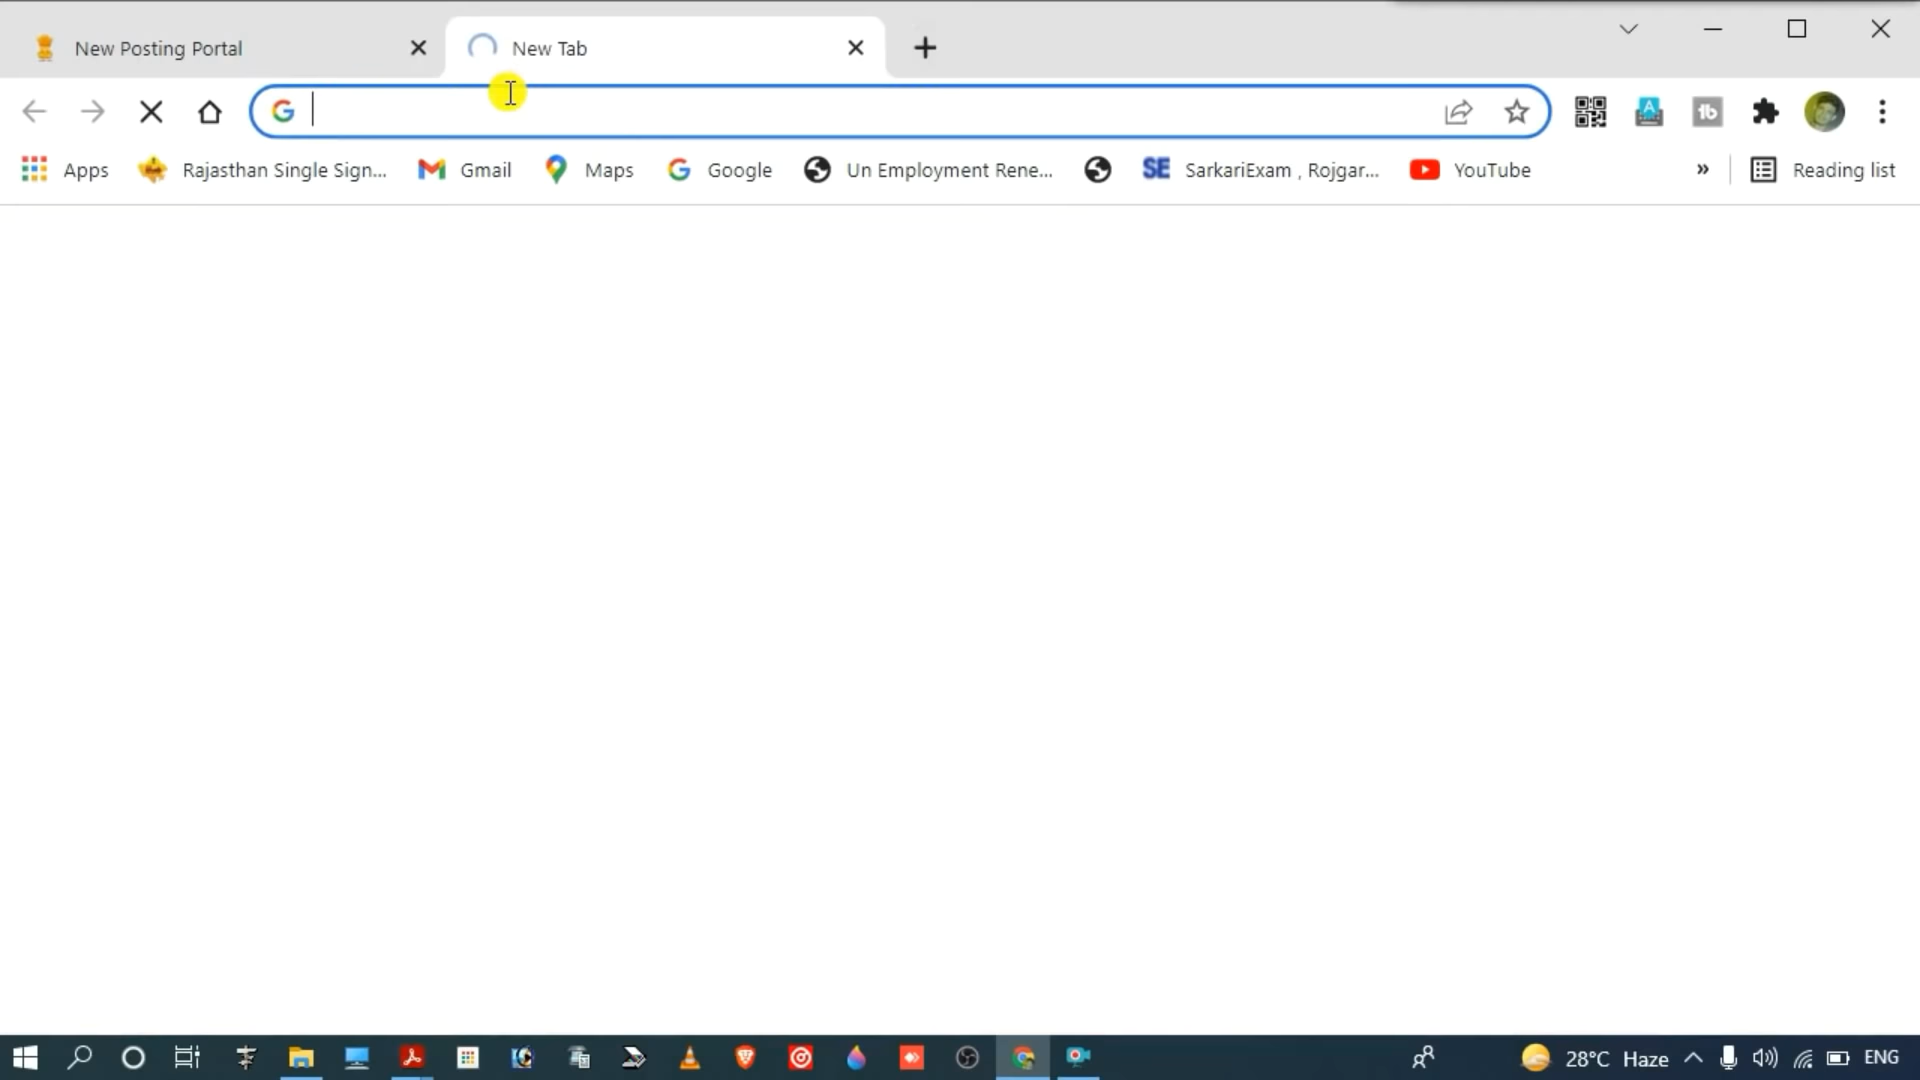 New Posting Portal
New Tab
Apps Rajasthan Single Sign... Gmail Maps Google Un Employment Rene... SE SarkariExam , Rojgar... YouTube » Reading list
28°C Haze ENG